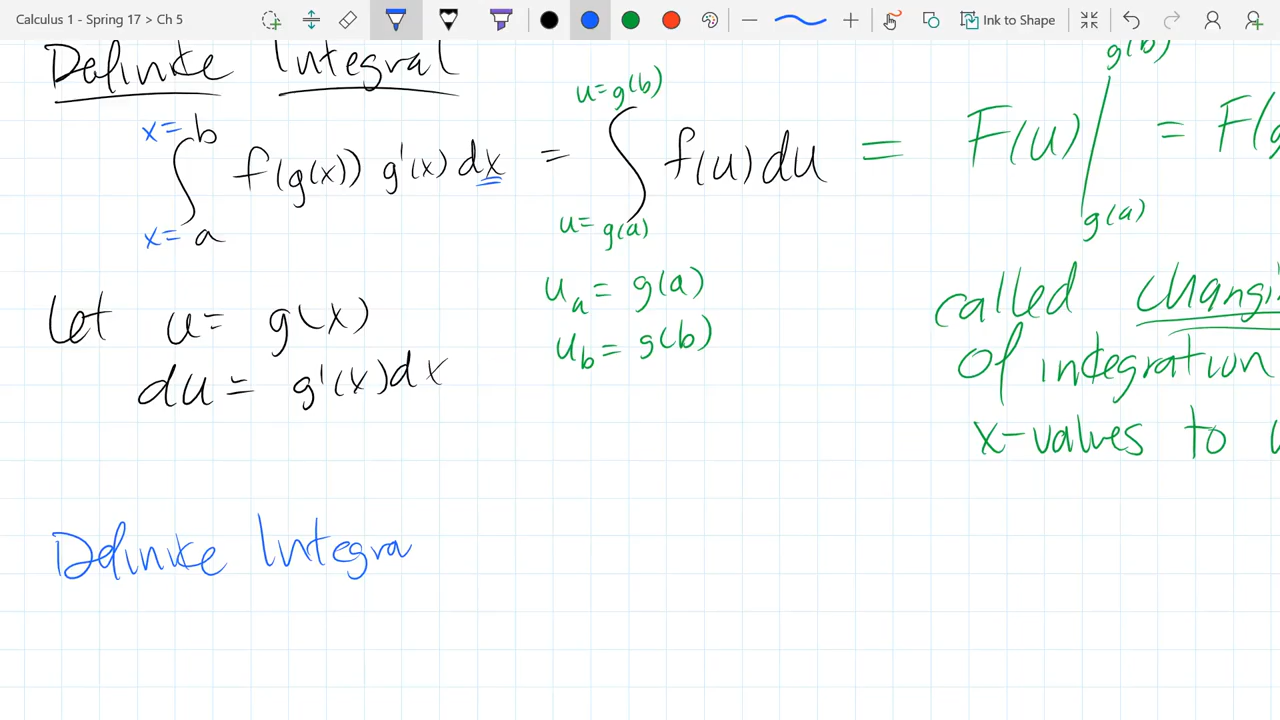 Calculus 1 - Spring 17 > Ch 5
Ink to Shape
Definite Integral
x= b
∫ f(g(x)) g'(x) dx = ∫ f(u) du = F(u) | = F(g
x= a
u= g(b)
u= g(a)
g(b)
g(a)
let u = g(x)
du = g'(x) dx
u_a = g(a)
u_b = g(b)
called changi
of integration
x-values to
Definite Integra